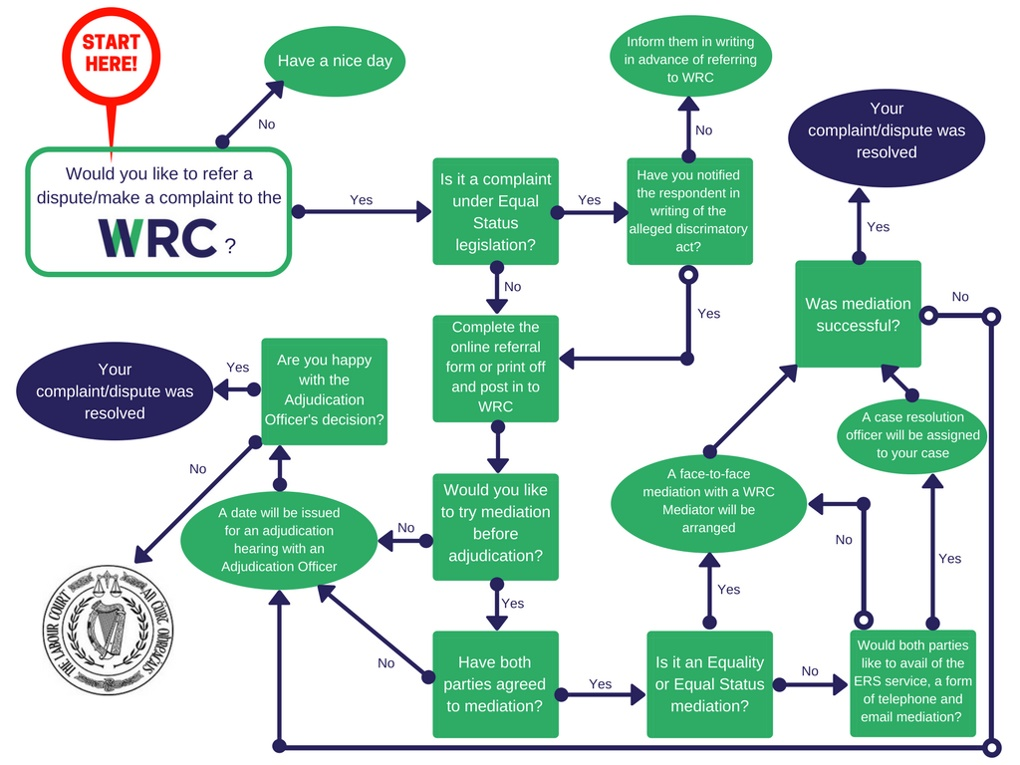 START
HERE!
Have a nice day
Inform them in writing
in advance of referring
to WRC
Your
complaint/dispute was
resolved
No
No
Would you like to refer a
dispute/make a complaint to the
WRC ?
Yes
Is it a complaint
under Equal
Status
legislation?
Yes
Have you notified
the respondent in
writing of the
alleged discrimatory
act?
Yes
No
Yes
Was mediation
successful?
No
Complete the
online referral
form or print off
and post in to
WRC
Your
complaint/dispute was
resolved
Yes
Are you happy
with the
Adjudication
Officer's decision?
A case resolution
officer will be assigned
to your case
No
A date will be issued
for an adjudication
hearing with an
Adjudication Officer
No
Would you like
to try mediation
before
adjudication?
A face-to-face
mediation with a WRC
Mediator will be
arranged
No
Yes
Yes
Yes
THE LABOUR COURT
AN CHÚIRT OIBREACHAIS
No
Have both
parties agreed
to mediation?
Yes
Is it an Equality
or Equal Status
mediation?
No
Would both parties
like to avail of the
ERS service, a form
of telephone and
email mediation?